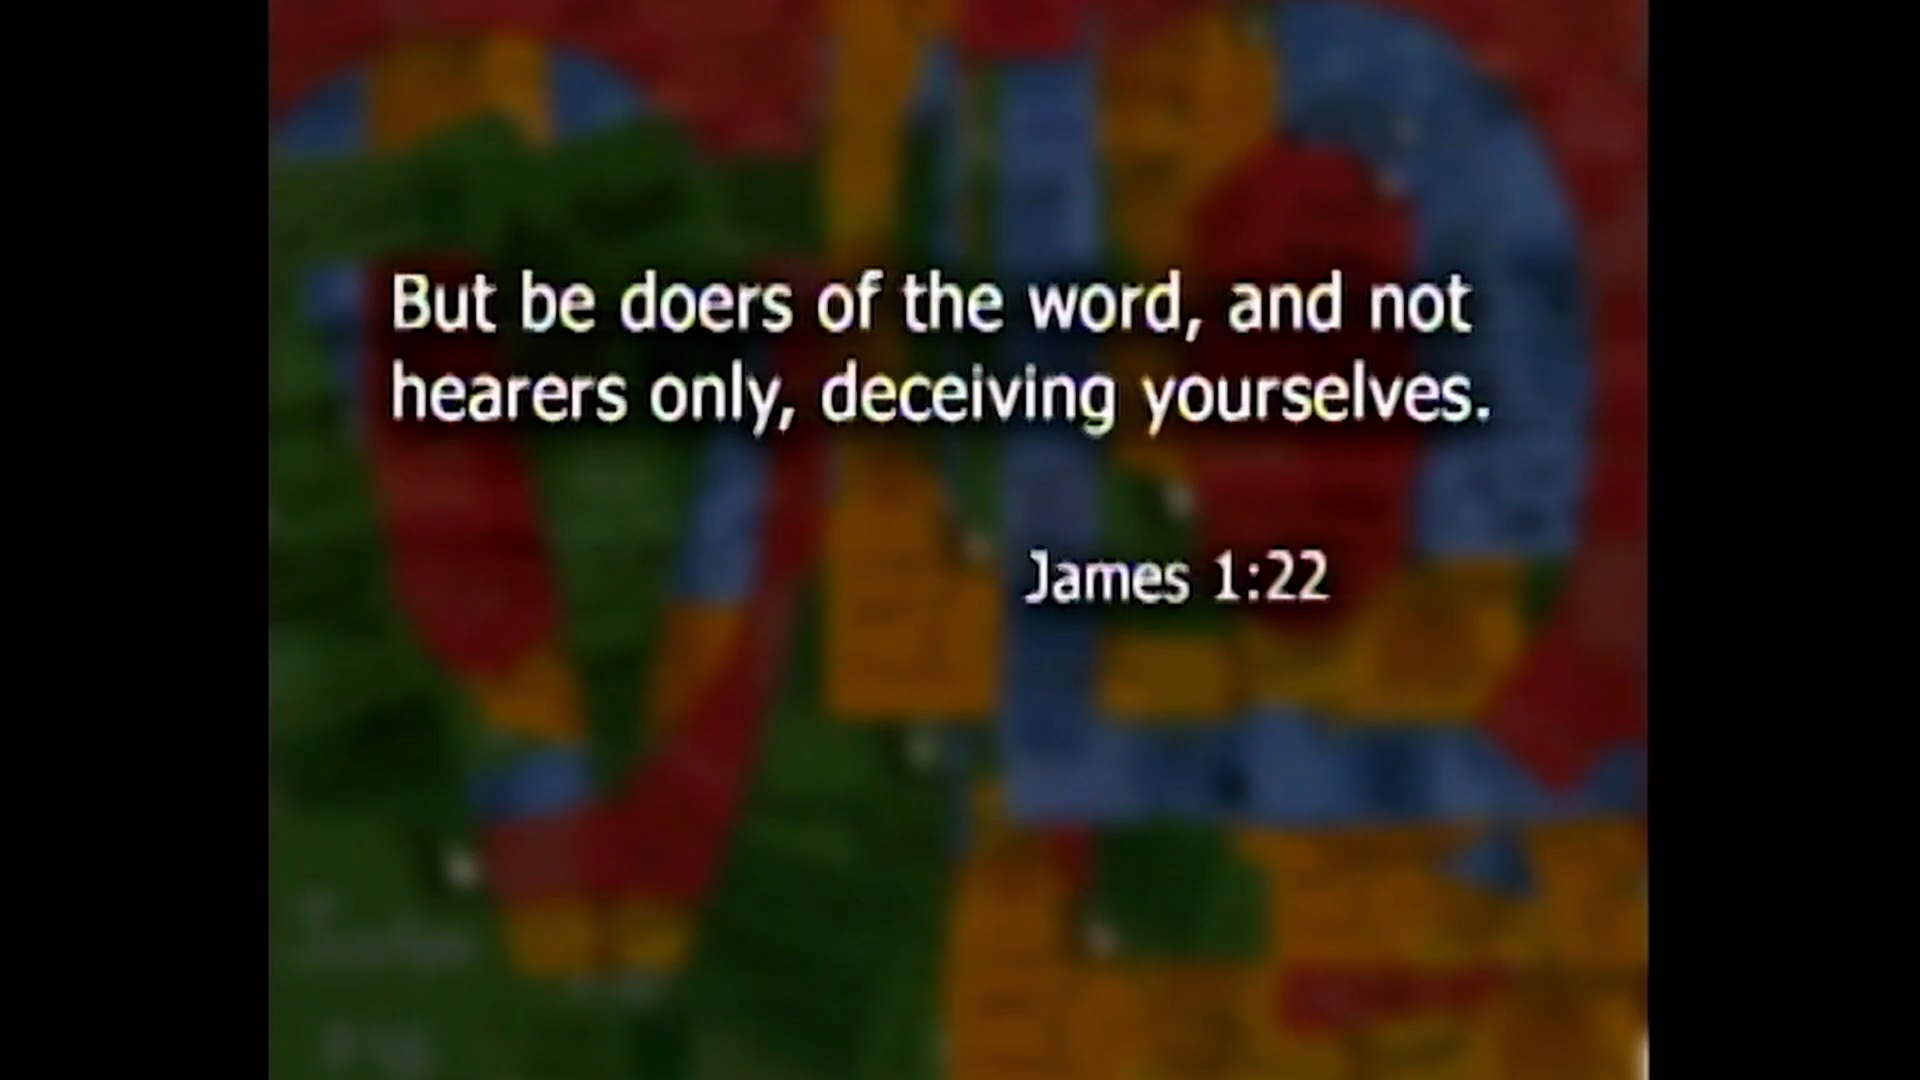 But be doers of the word, and not
hearers only, deceiving yourselves.
James 1:22